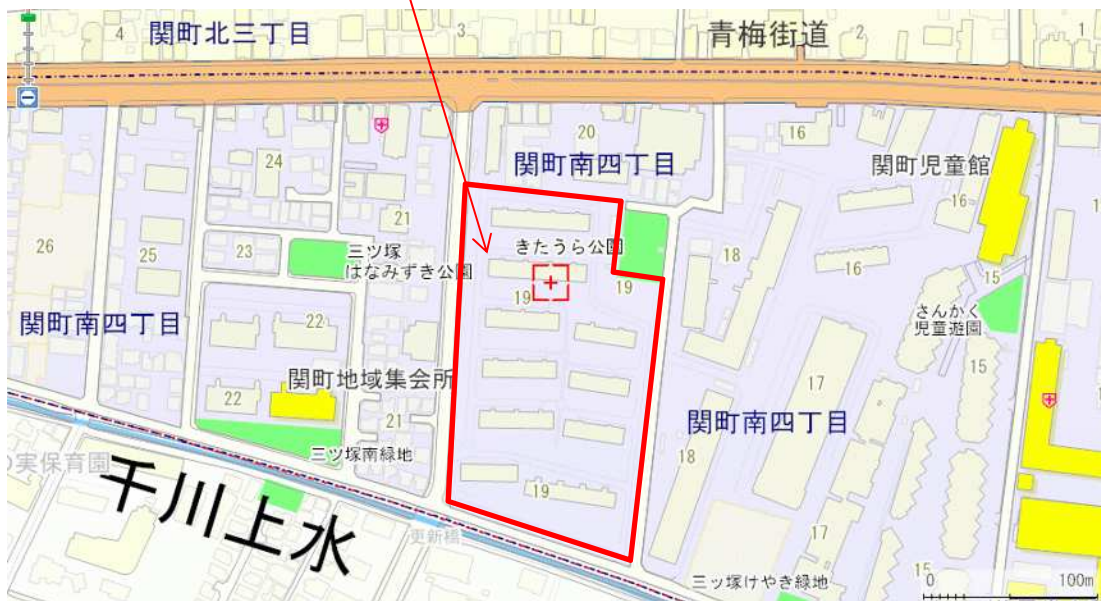 4
関町北三丁目
3
青梅街道
2
1
24
20
16
関町南四丁目
関町児童館
21
16
26
25
23
三ツ塚
はなみずき公園
きたうら公園
18
16
15
19
19
関町南四丁目
22
さんかく
児童遊園
関町地域集会所
17
15
22
21
関町南四丁目
の実保育園
三ツ塚南緑地
18
19
千川上水
更新橋
17
三ッ塚けやき緑地
15
0
100m